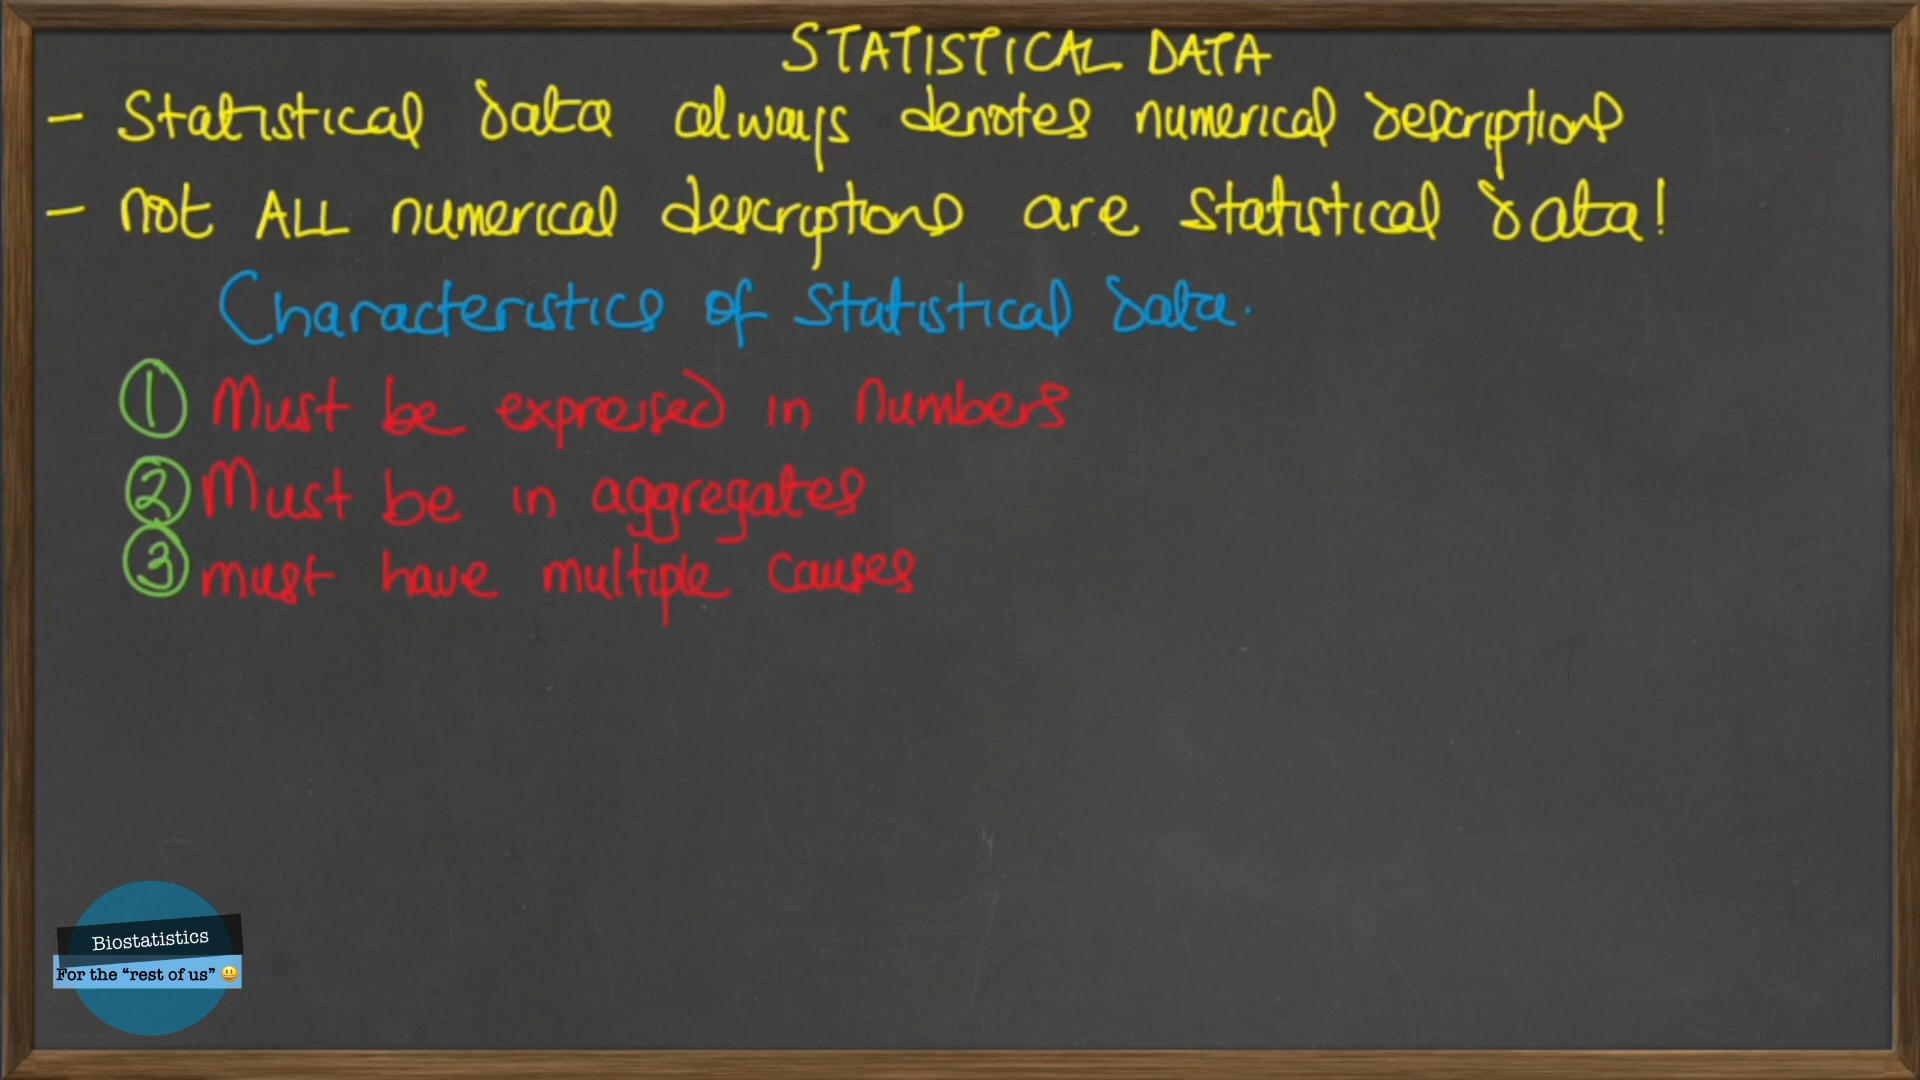 STATISTICAL DATA
- Statistical data always denotes numerical descriptions
- not ALL numerical descriptions are statistical data!
Characteristics of statistical data.
1 Must be expressed in numbers
2 Must be in aggregates
3 must have multiple causes
Biostatistics
For the “rest of us” 😃